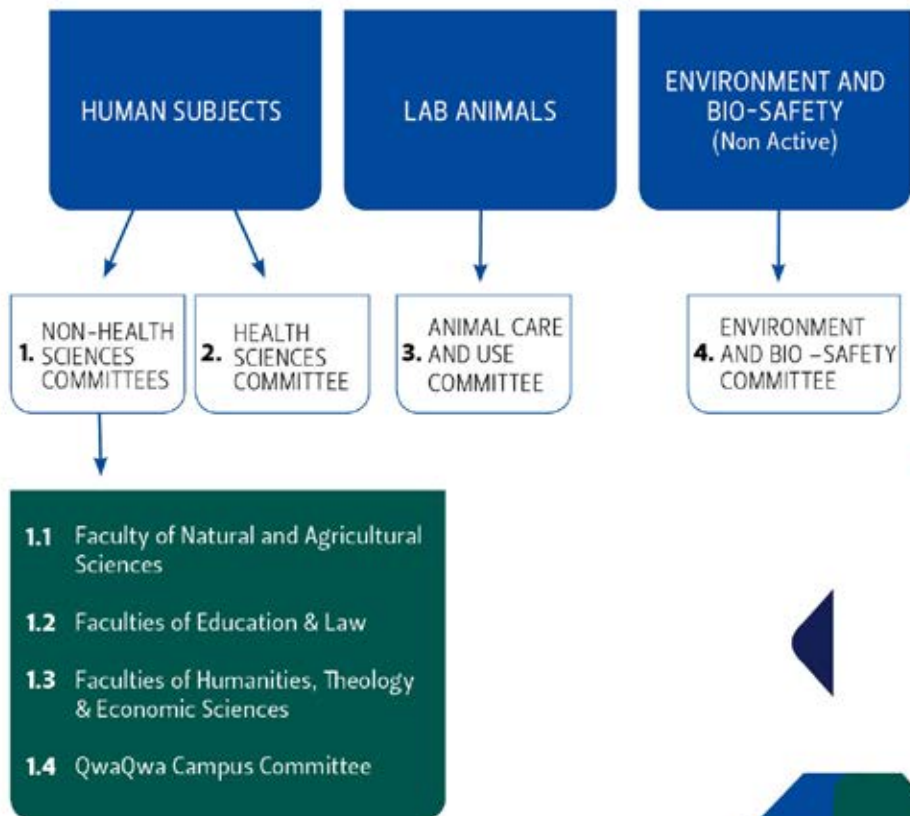 HUMAN SUBJECTS
LAB ANIMALS
ENVIRONMENT AND
BIO-SAFETY
(Non Active)
1. NON-HEALTH
SCIENCES
COMMITTEES
2. HEALTH
SCIENCES
COMMITTEE
3. ANIMAL CARE
AND USE
COMMITTEE
4. ENVIRONMENT
AND BIO -SAFETY
COMMITTEE
1.1 Faculty of Natural and Agricultural
Sciences
1.2 Faculties of Education & Law
1.3 Faculties of Humanities, Theology
& Economic Sciences
1.4 QwaQwa Campus Committee